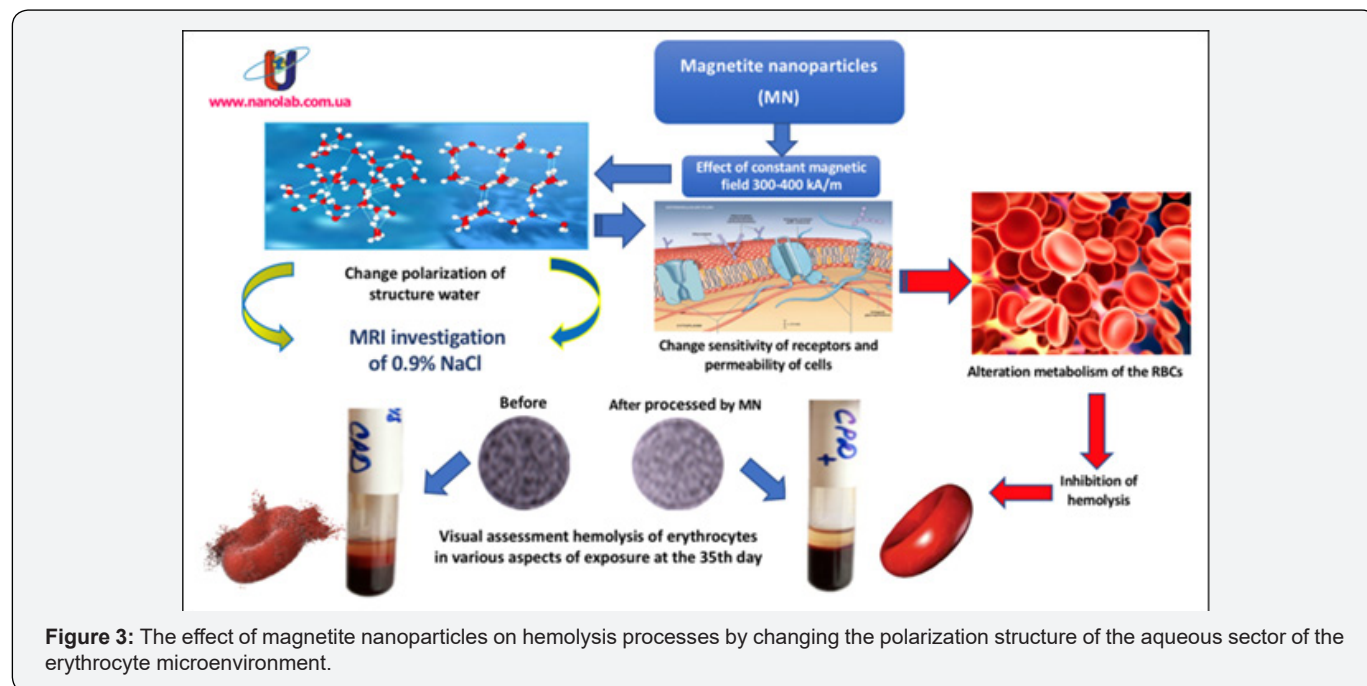 www.nanolab.com.ua
Magnetite nanoparticles
(MN)
Effect of constant magnetic
field 300-400 kA/m
Change polarization of
structure water
MRI investigation
of 0.9% NaCl
Change sensitivity of receptors and
permeability of cells
Alteration metabolism of the RBCs
Before
After processed by MN
CPD
CPD
+
Inhibition of
hemolysis
Visual assessment hemolysis of erythrocytes
in various aspects of exposure at the 35th day
Figure 3: The effect of magnetite nanoparticles on hemolysis processes by changing the polarization structure of the aqueous sector of the
erythrocyte microenvironment.